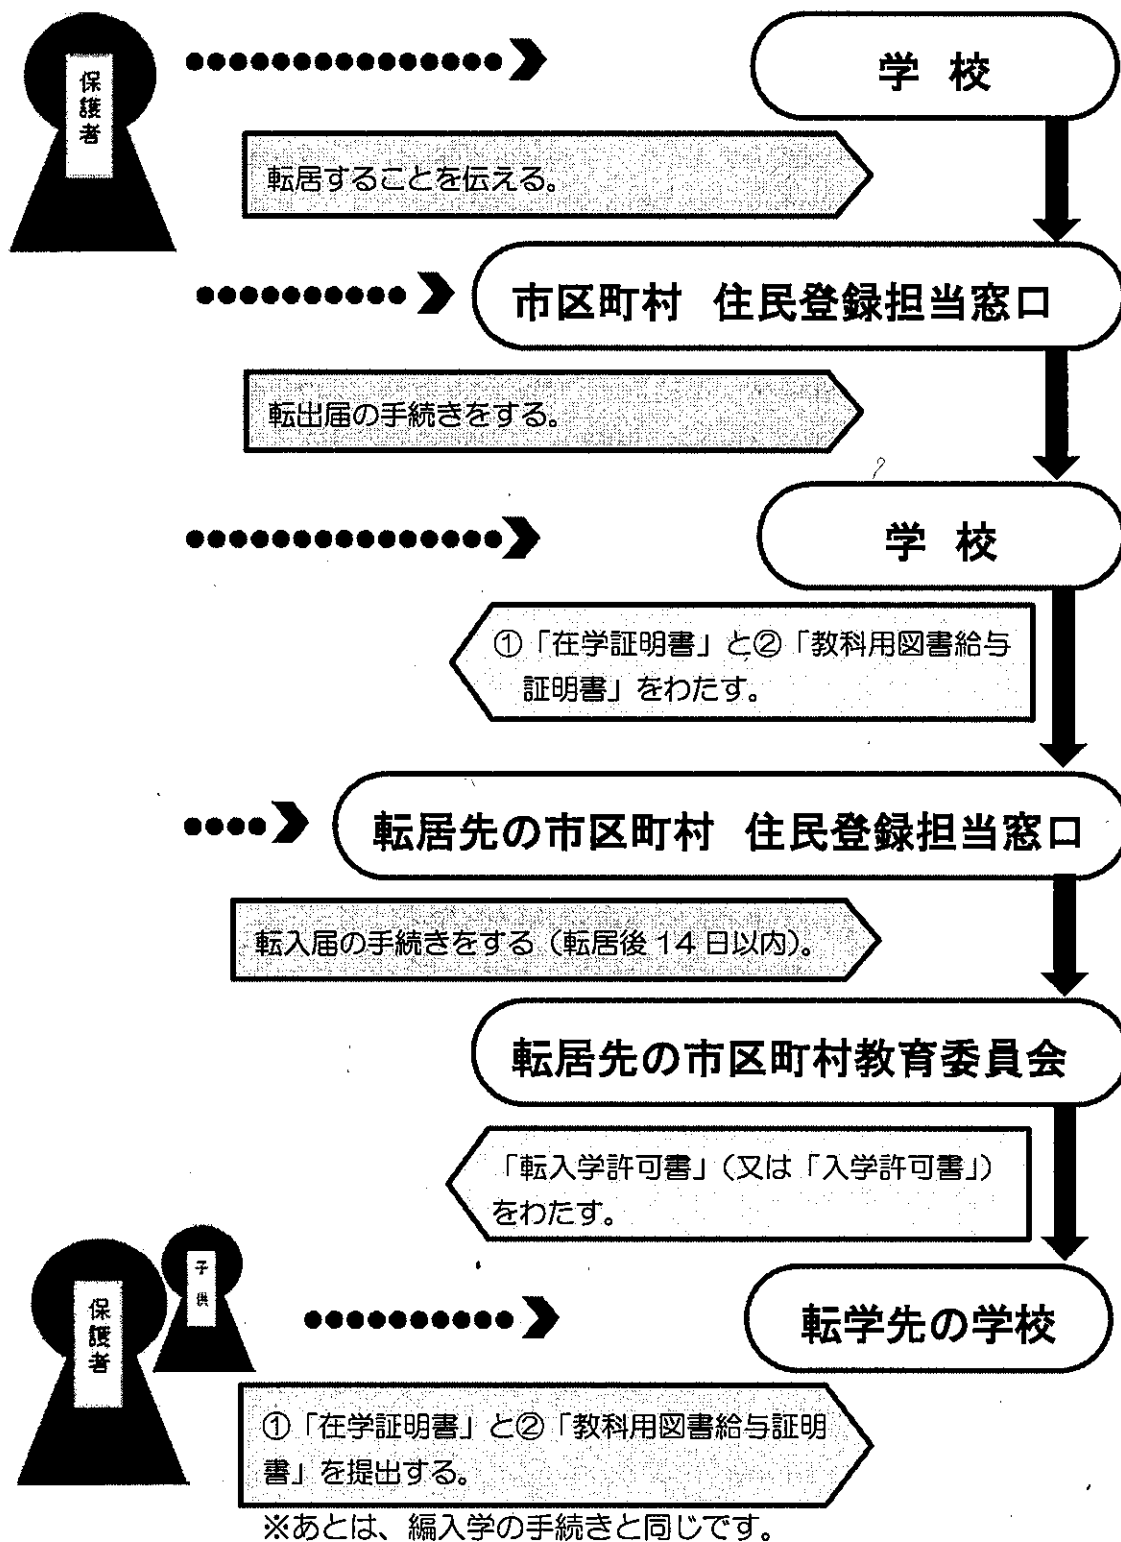 保護者
学 校
転居することを伝える。
市区町村 住民登録担当窓口
転出届の手続きをする。
学 校
①「在学証明書」と②「教科用図書給与
証明書」をわたす。
転居先の市区町村 住民登録担当窓口
転入届の手続きをする（転居後 14 日以内）。
転居先の市区町村教育委員会
「転入学許可書」（又は「入学許可書」）
をわたす。
子供
保護者
転学先の学校
①「在学証明書」と②「教科用図書給与証明
書」を提出する。
※あとは、編入学の手続きと同じです。